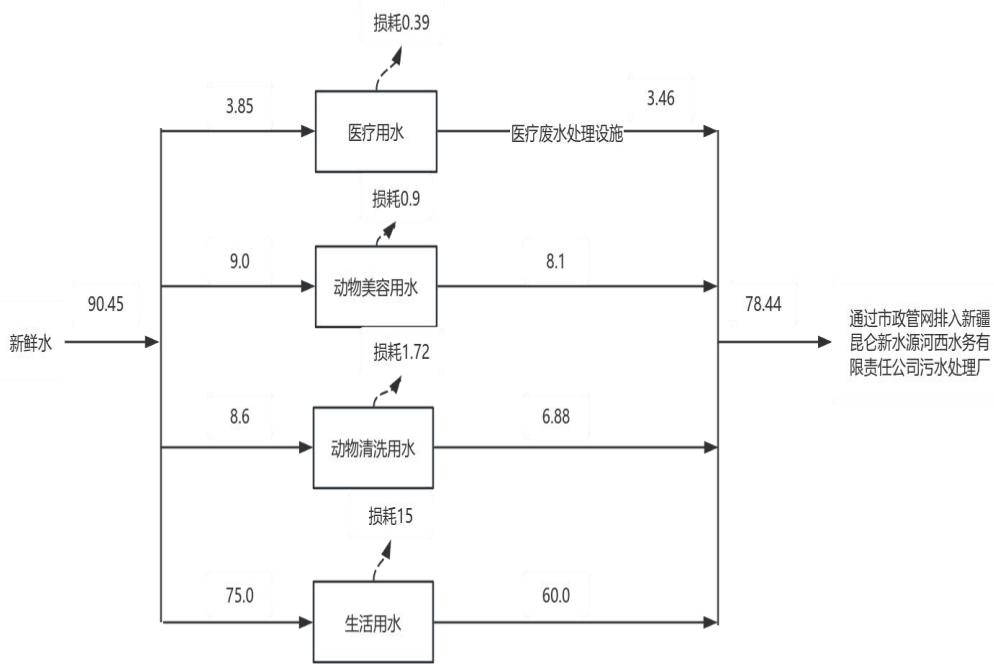 损耗0.39
3.85
医疗用水
医疗废水处理设施
3.46
损耗0.9
9.0
动物美容用水
8.1
90.45
新鲜水
78.44
通过市政管网排入新疆
昆仑新水源河西水务有
限责任公司污水处理厂
损耗1.72
8.6
动物清洗用水
6.88
损耗15
75.0
生活用水
60.0